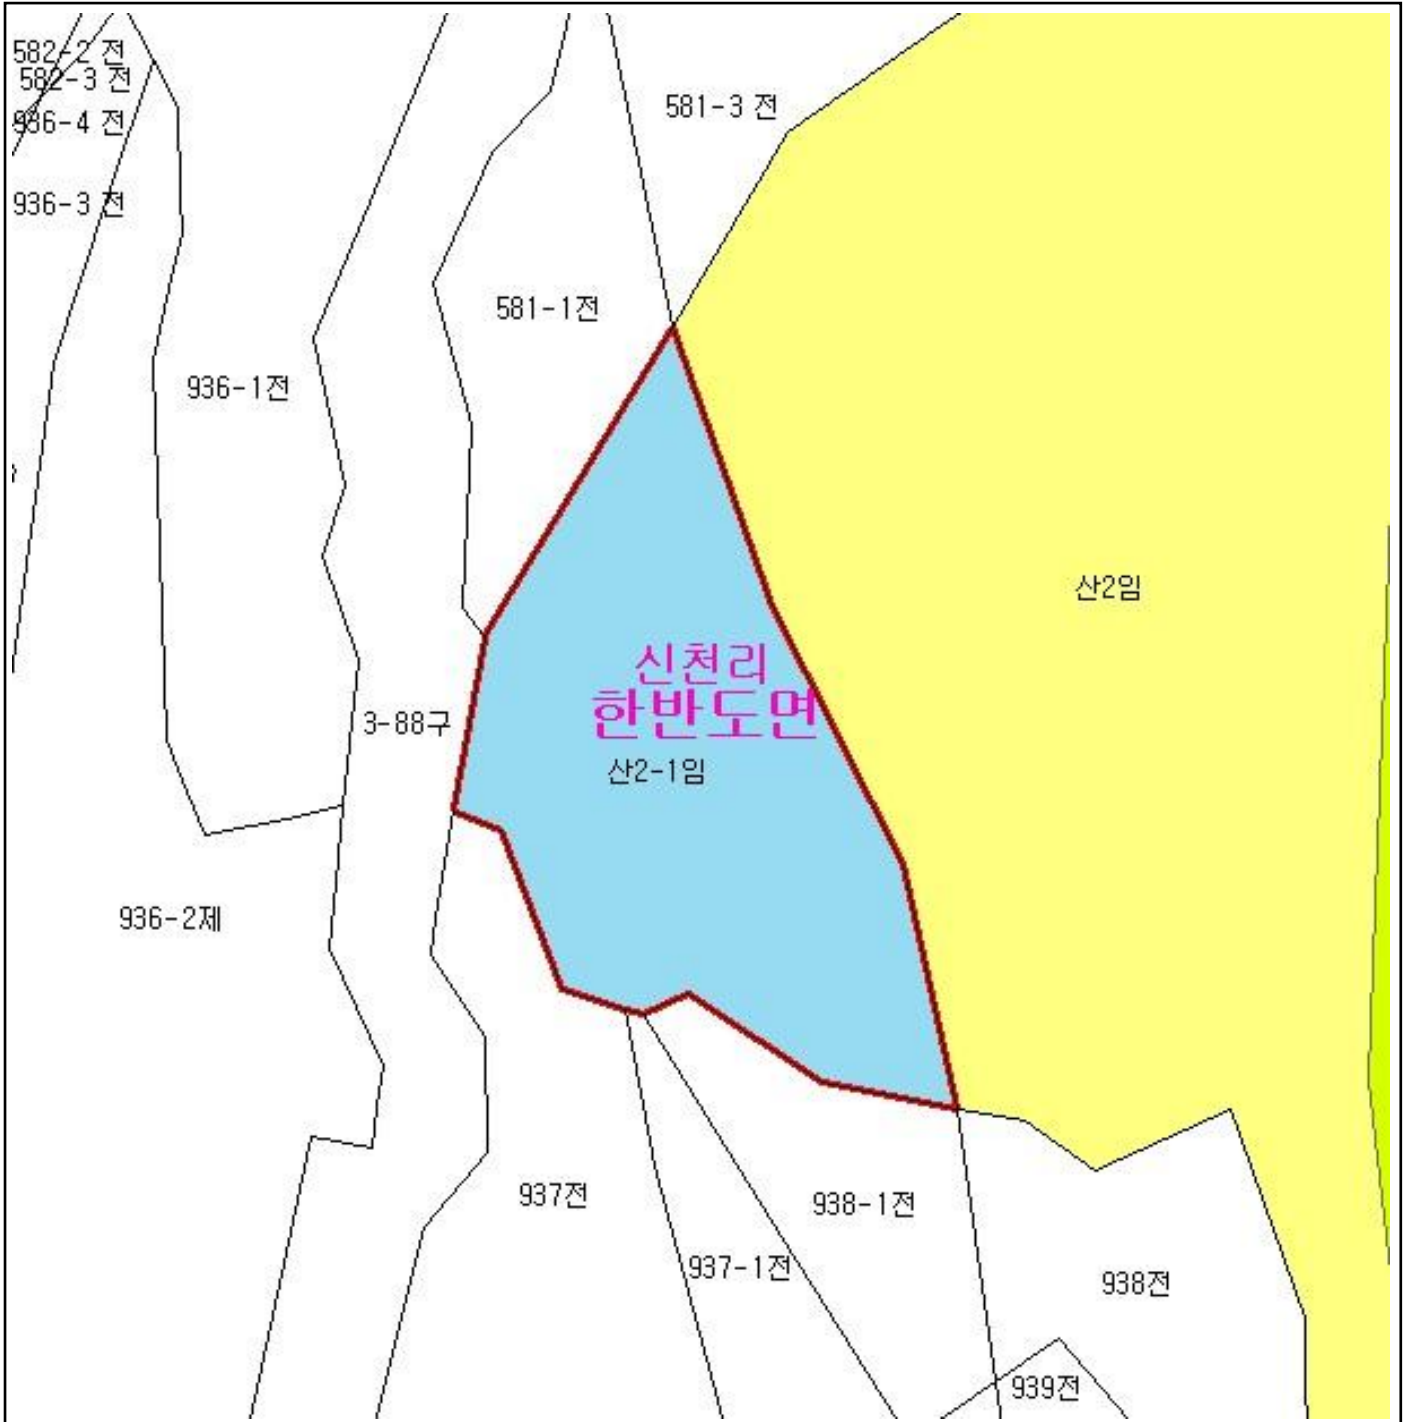 582-2 전
582-3 전
936-4 전
936-3 전
581-3 전
581-1전
936-1전
산2임
신천리
한반도면
3-88구
산2-1임
936-2제
937전
938-1전
937-1전
938전
939전